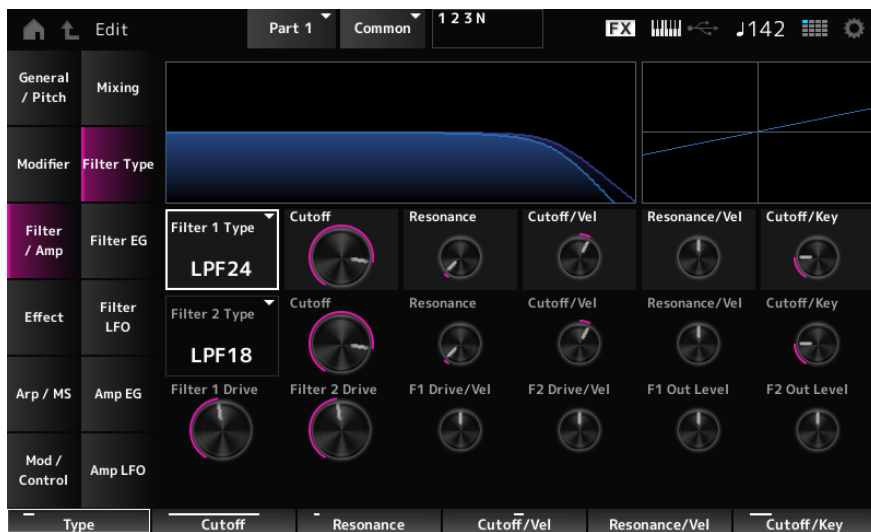 Edit
Part 1
Common
1 2 3 N
FX
♩142
General
/ Pitch
Mixing
Modifier
Filter Type
Filter
/ Amp
Filter EG
Effect
Filter
LFO
Arp / MS
Amp EG
Mod /
Control
Amp LFO
Filter 1 Type
LPF24
Cutoff
Resonance
Cutoff/Vel
Resonance/Vel
Cutoff/Key
Filter 2 Type
LPF18
Cutoff
Resonance
Cutoff/Vel
Resonance/Vel
Cutoff/Key
Filter 1 Drive
Filter 2 Drive
F1 Drive/Vel
F2 Drive/Vel
F1 Out Level
F2 Out Level
Type
Cutoff
Resonance
Cutoff/Vel
Resonance/Vel
Cutoff/Key